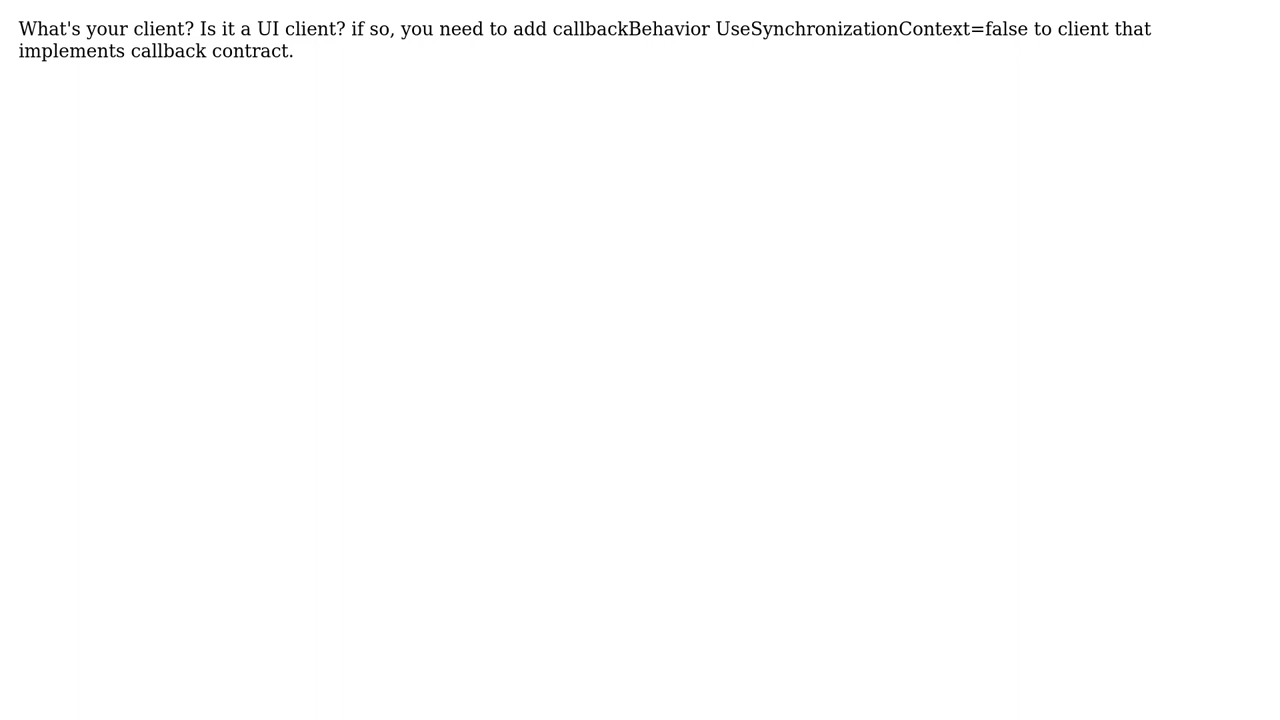 What's your client? Is it a UI client? if so, you need to add callbackBehavior UseSynchronizationContext=false to client that
implements callback contract.